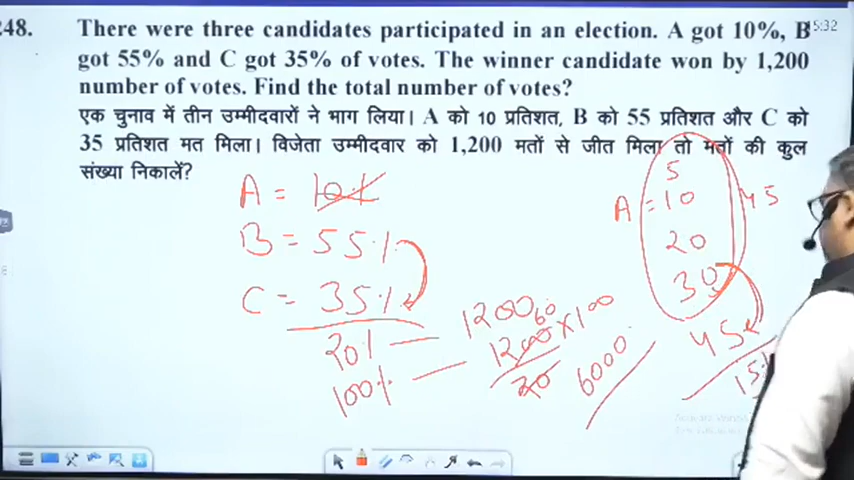 248. There were three candidates participated in an election. A got 10%, B 15:32
got 55% and C got 35% of votes. The winner candidate won by 1,200
number of votes. Find the total number of votes?
एक चुनाव में तीन उम्मीदवारों ने भाग लिया। A को 10 प्रतिशत, B को 55 प्रतिशत और C को
35 प्रतिशत मत मिला। विजेता उम्मीदवार को 1,200 मतों से जीत मिला तो मतों की कुल
संख्या निकालें?
A = 10%
B = 55%
C = 35%
20% — 1200
100% — 1200×100
20
60
6000
5
A = 10 45
20
30
45
15%